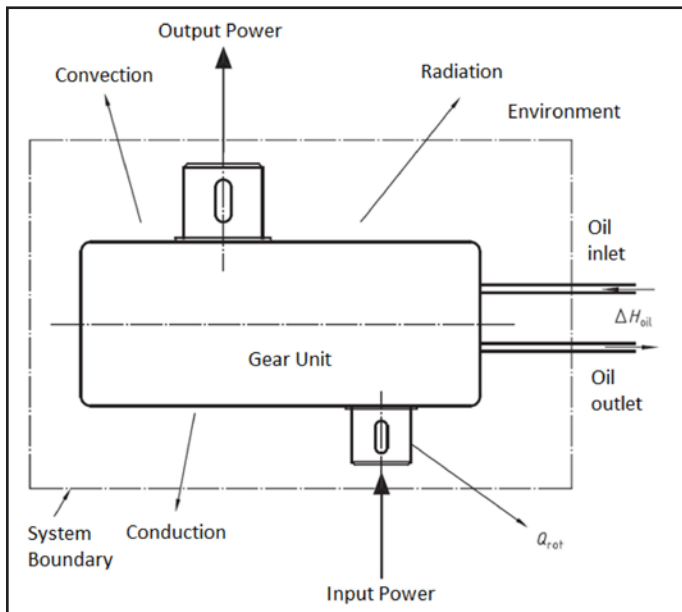 Output Power
Convection
Radiation
Environment
Oil
inlet
ΔH_oil
Gear Unit
Oil
outlet
System
Boundary
Conduction
Q_rot
Input Power